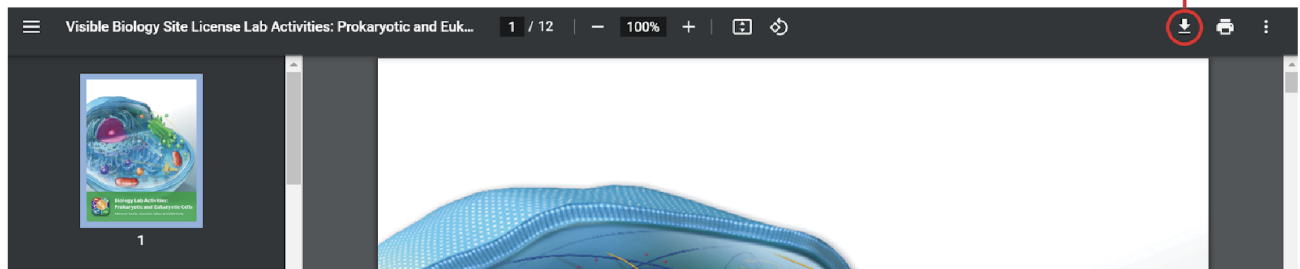 Visible Biology Site License Lab Activities: Prokaryotic and Euk... 1 / 12 100%
Biology Lab Activities:
Prokaryotic and Eukaryotic Cells
1